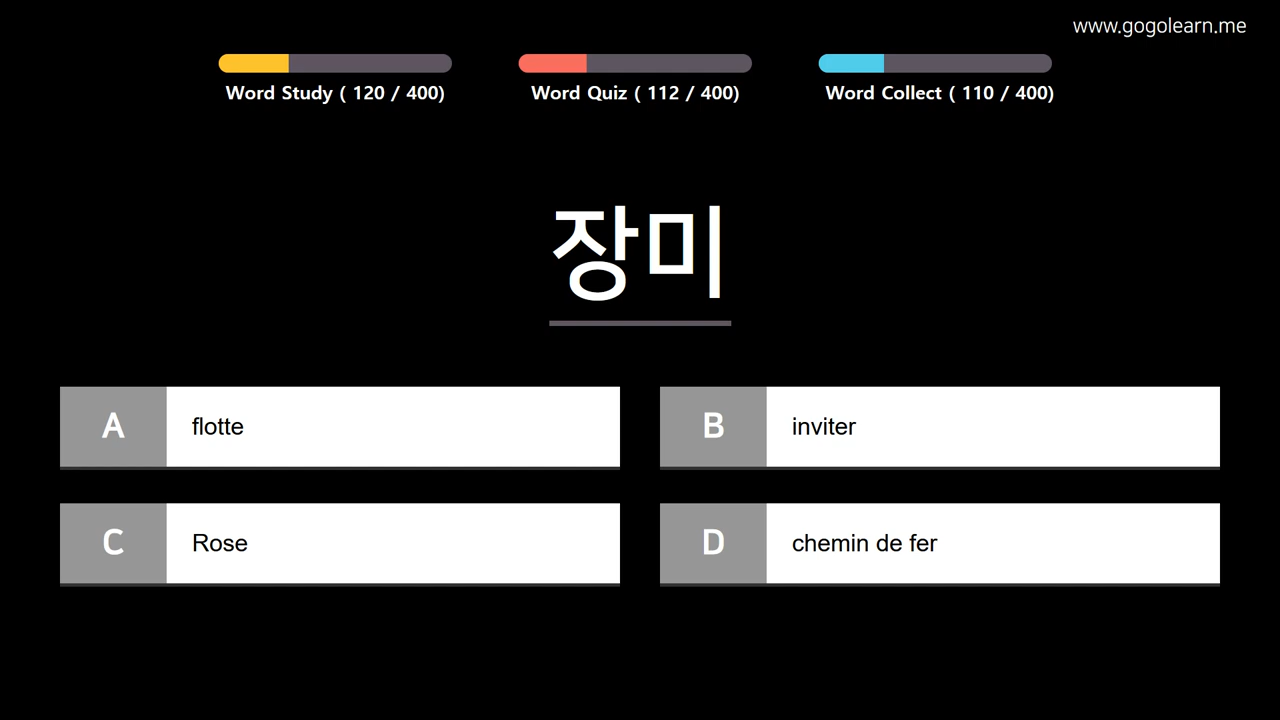 www.gogolearn.me
Word Study ( 120 / 400)
Word Quiz ( 112 / 400)
Word Collect ( 110 / 400)
장미
A flotte
B inviter
C Rose
D chemin de fer